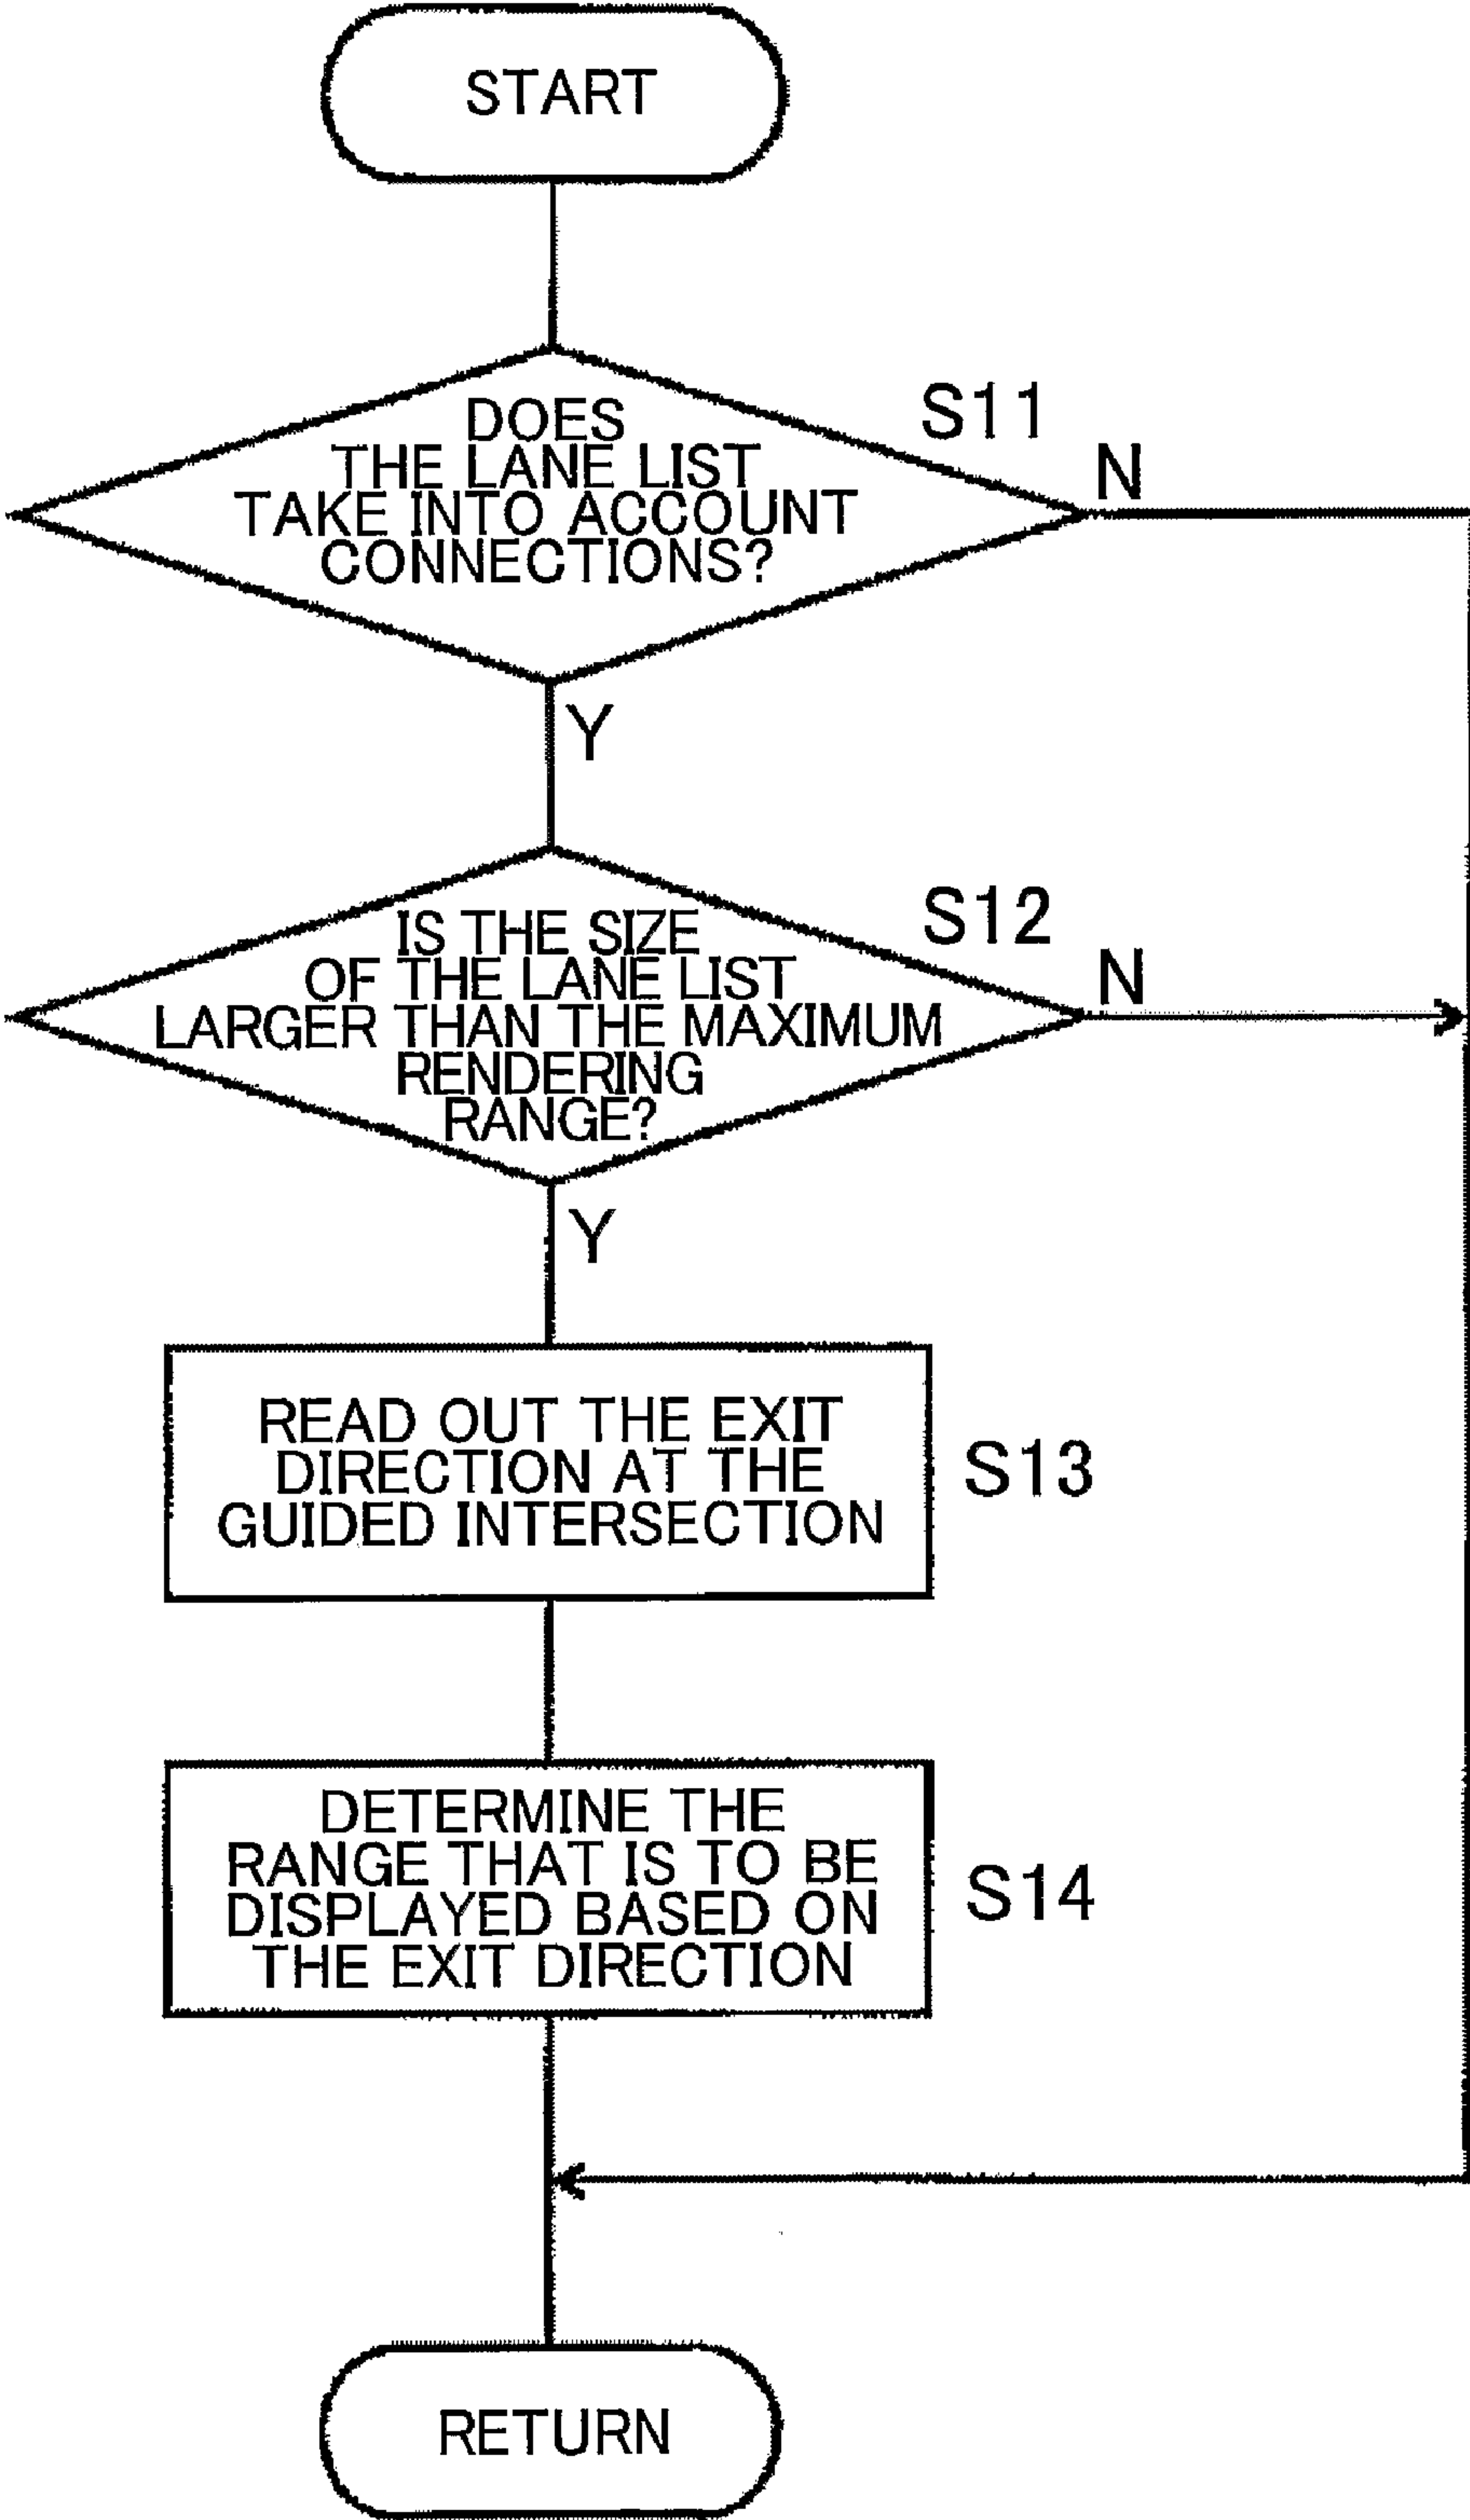 START
DOES
THE LANE LIST
TAKE INTO ACCOUNT
CONNECTIONS?
S11
N
Y
IS THE SIZE
OF THE LANE LIST
LARGER THAN THE MAXIMUM
RENDERING
RANGE?
S12
N
Y
READ OUT THE EXIT
DIRECTION AT THE
GUIDED INTERSECTION
S13
DETERMINE THE
RANGE THAT IS TO BE
DISPLAYED BASED ON
THE EXIT DIRECTION
S14
RETURN